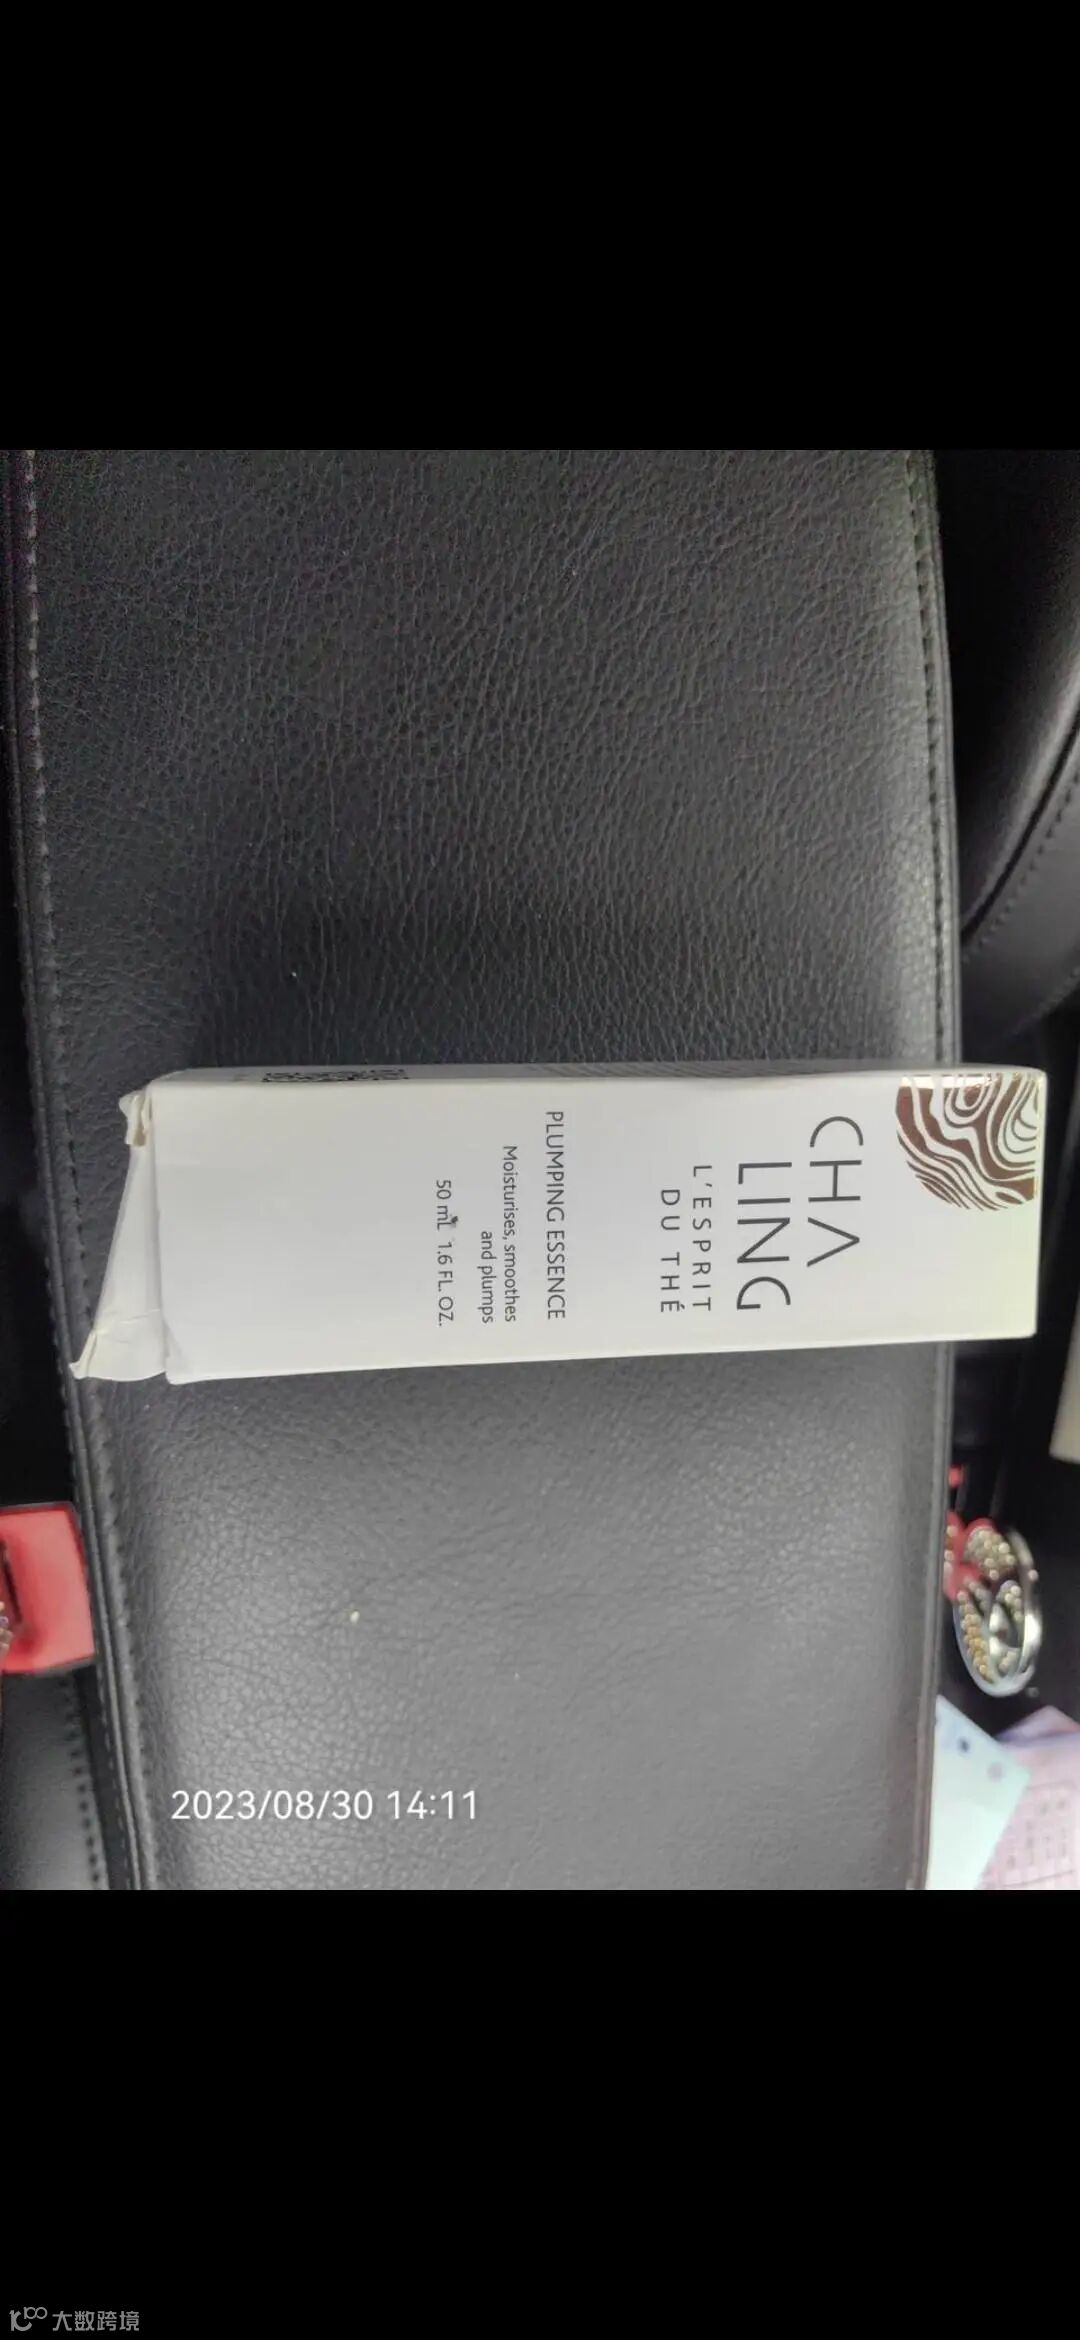 CHA
LING
L'ESPRIT
DU THÉ
PLUMPING ESSENCE
Moisturises, smoothes
and plumps
50 mL 1.6 FL. OZ.
2023/08/30 14:11
大数跨境